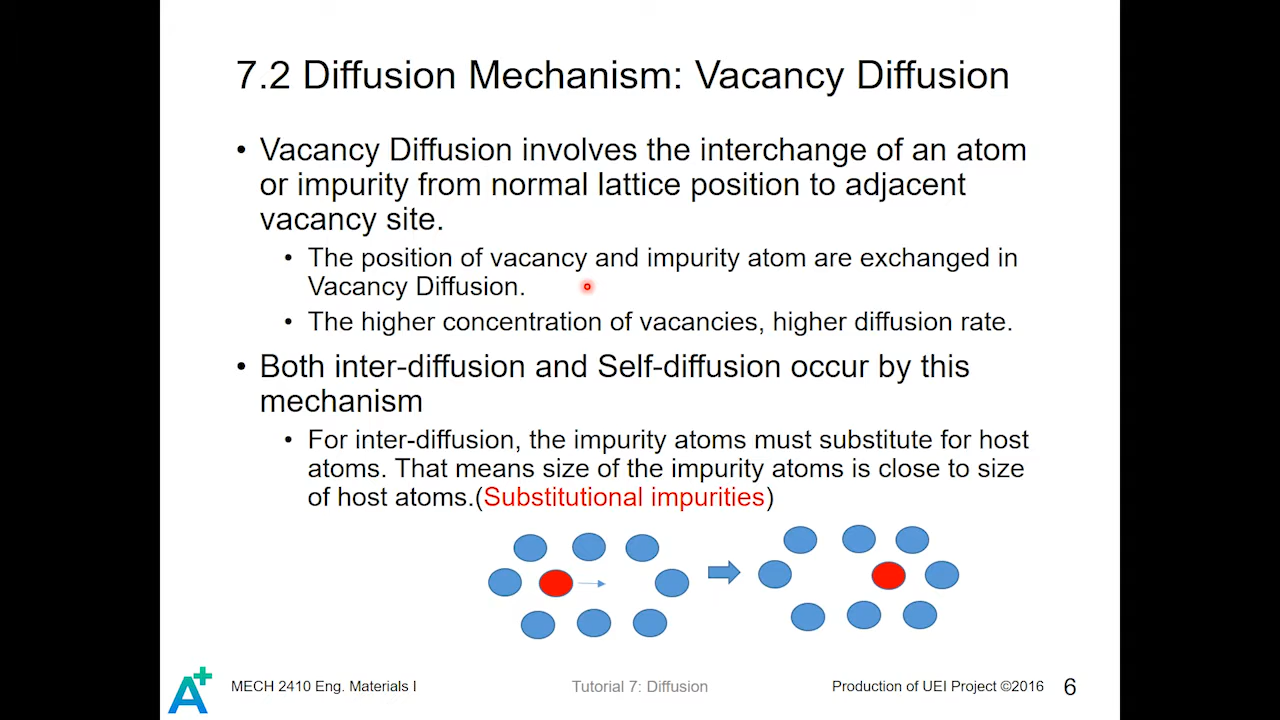 7.2 Diffusion Mechanism: Vacancy Diffusion
• Vacancy Diffusion involves the interchange of an atom
or impurity from normal lattice position to adjacent
vacancy site.
• The position of vacancy and impurity atom are exchanged in
Vacancy Diffusion.
• The higher concentration of vacancies, higher diffusion rate.
• Both inter-diffusion and Self-diffusion occur by this
mechanism
• For inter-diffusion, the impurity atoms must substitute for host
atoms. That means size of the impurity atoms is close to size
of host atoms.(Substitutional impurities)
A+
MECH 2410 Eng. Materials I
Tutorial 7: Diffusion
Production of UEI Project ©2016
6